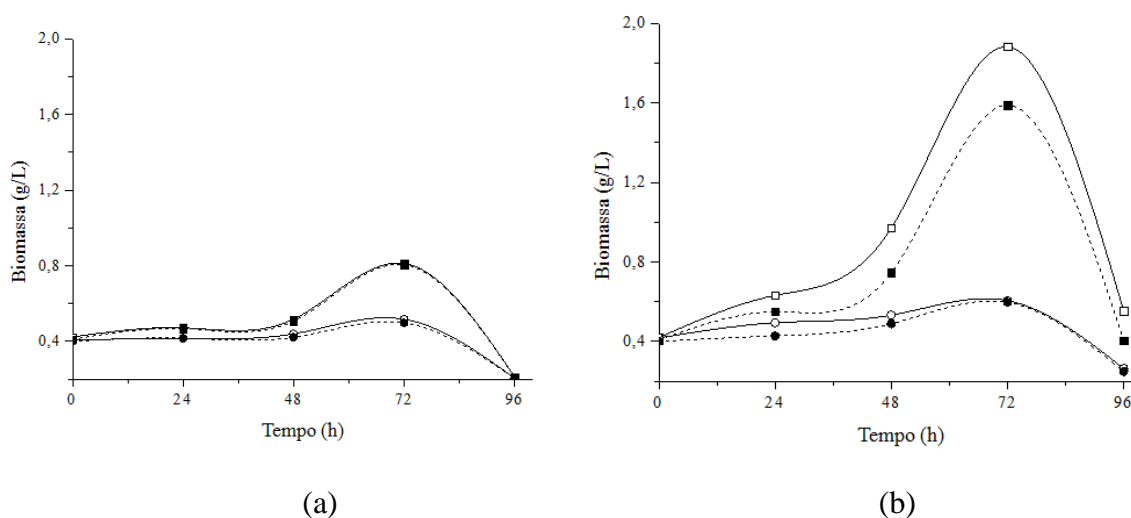 2,0
1,6
1,2
0,8
0,4
Biomassa (g/L)
0 24 48 72 96
Tempo (h)
(a)
2,0
1,6
1,2
0,8
0,4
Biomassa (g/L)
0 24 48 72 96
Tempo (h)
(b)